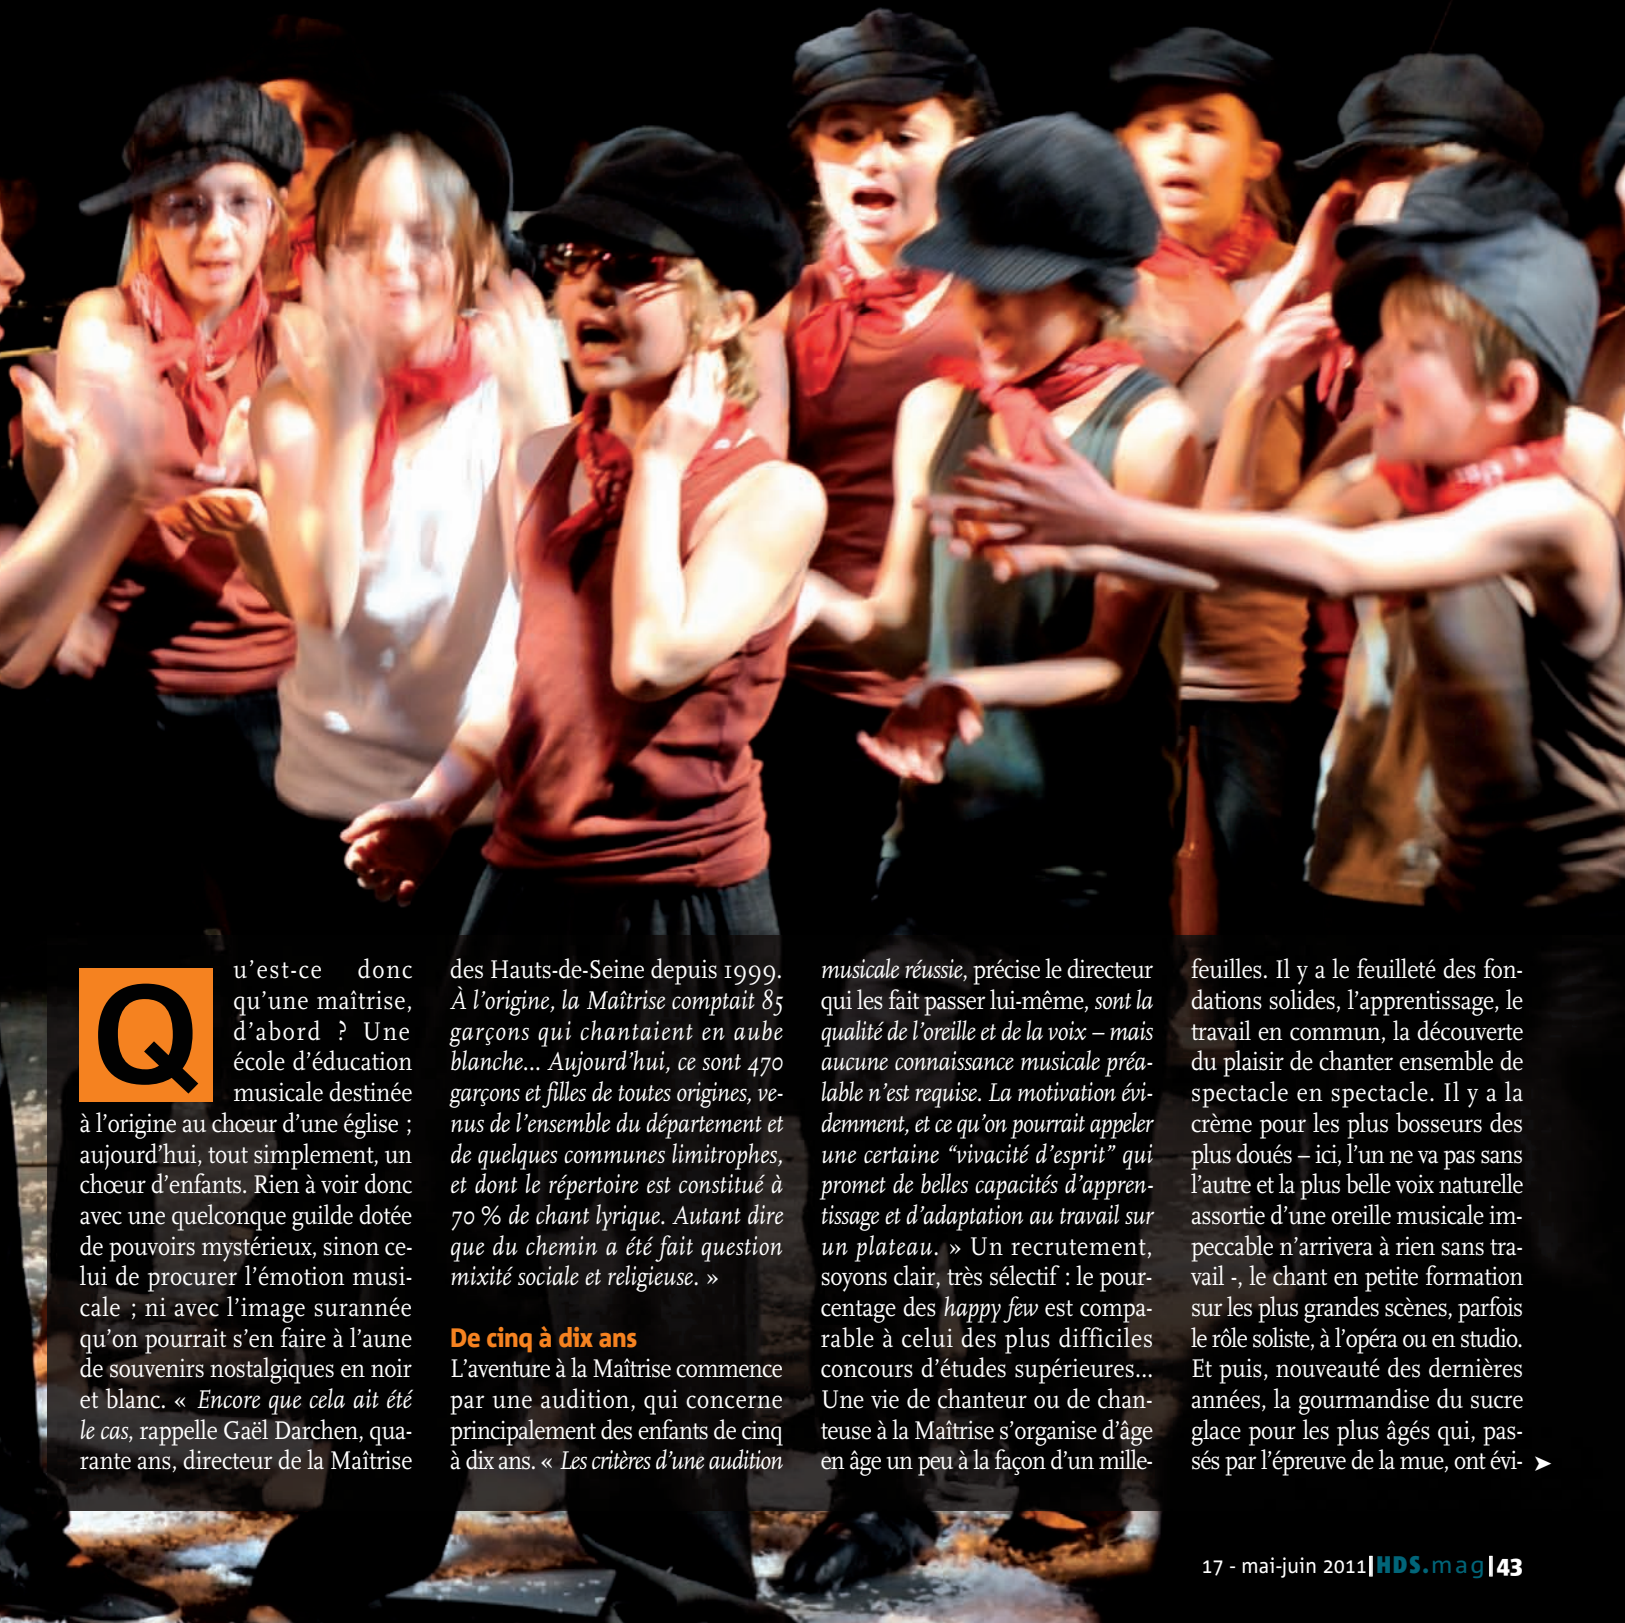 Qu'est-ce donc
qu'une maîtrise,
d'abord ? Une
école d'éducation
musicale destinée
à l'origine au chœur d'une église ;
aujourd'hui, tout simplement, un
chœur d'enfants. Rien à voir donc
avec une quelconque guilde dotée
de pouvoirs mystérieux, sinon ce-
lui de procurer l'émotion musi-
cale ; ni avec l'image surannée
qu'on pourrait s'en faire à l'aune
de souvenirs nostalgiques en noir
et blanc. « Encore que cela ait été
le cas, rappelle Gaël Darchen, qua-
rante ans, directeur de la Maîtrise
des Hauts-de-Seine depuis 1999.
À l'origine, la Maîtrise comptait 85
garçons qui chantaient en aube
blanche... Aujourd'hui, ce sont 470
garçons et filles de toutes origines, ve-
nus de l'ensemble du département et
de quelques communes limitrophes,
et dont le répertoire est constitué à
70 % de chant lyrique. Autant dire
que du chemin a été fait question
mixité sociale et religieuse. »
De cinq à dix ans
L'aventure à la Maîtrise commence
par une audition, qui concerne
principalement des enfants de cinq
à dix ans. « Les critères d'une audition
musicale réussie, précise le directeur
qui les fait passer lui-même, sont la
qualité de l'oreille et de la voix – mais
aucune connaissance musicale préa-
lable n'est requise. La motivation évi-
demment, et ce qu'on pourrait appeler
une certaine “vivacité d'esprit” qui
promet de belles capacités d'appren-
tissage et d'adaptation au travail sur
un plateau. » Un recrutement,
soyons clair, très sélectif : le pour-
centage des happy few est compa-
rable à celui des plus difficiles
concours d'études supérieures...
Une vie de chanteur ou de chan-
teuse à la Maîtrise s'organise d'âge
en âge un peu à la façon d'un mille-
feuilles. Il y a le feuilleté des fon-
dations solides, l'apprentissage, le
travail en commun, la découverte
du plaisir de chanter ensemble de
spectacle en spectacle. Il y a la
crème pour les plus bosseurs des
plus doués – ici, l'un ne va pas sans
l'autre et la plus belle voix naturelle
assortie d'une oreille musicale im-
peccable n'arrivera à rien sans tra-
vail -, le chant en petite formation
sur les plus grandes scènes, parfois
le rôle soliste, à l'opéra ou en studio.
Et puis, nouveauté des dernières
années, la gourmandise du sucre
glace pour les plus âgés qui, pas-
sés par l'épreuve de la mue, ont évi- ➤
17 - mai-juin 2011|HDS.mag|43